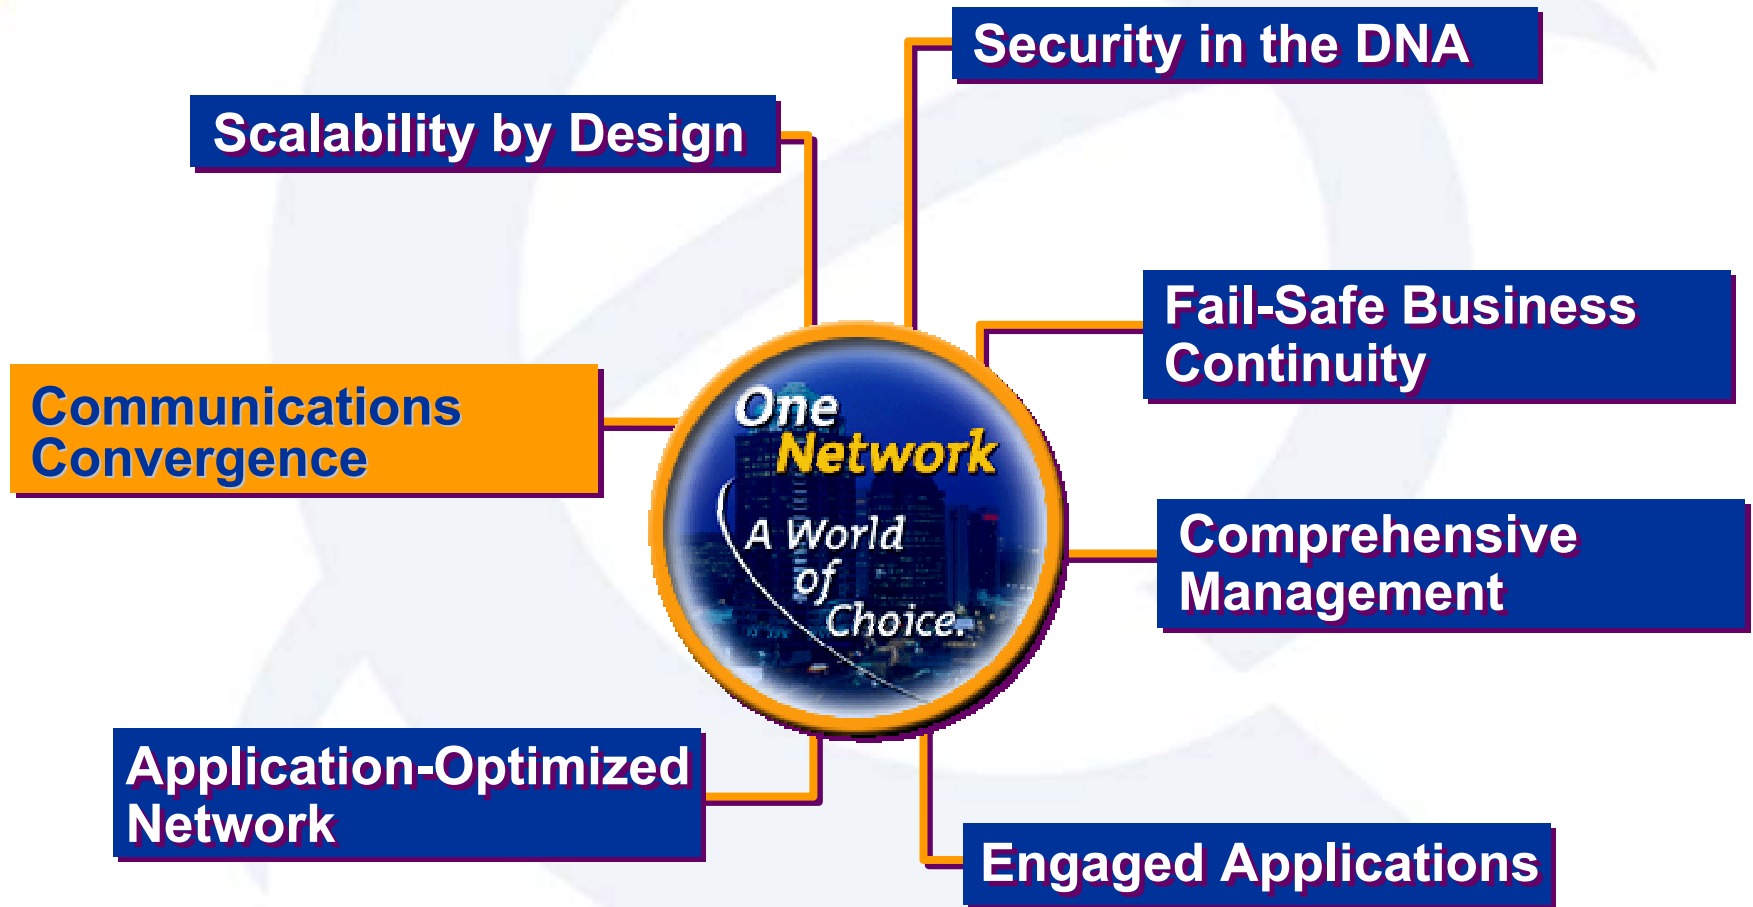 Security in the DNA
Scalability by Design
Fail-Safe Business
Continuity
Communications
Convergence
One
Network
A World
of
Choice.
Comprehensive
Management
Application-Optimized
Network
Engaged Applications